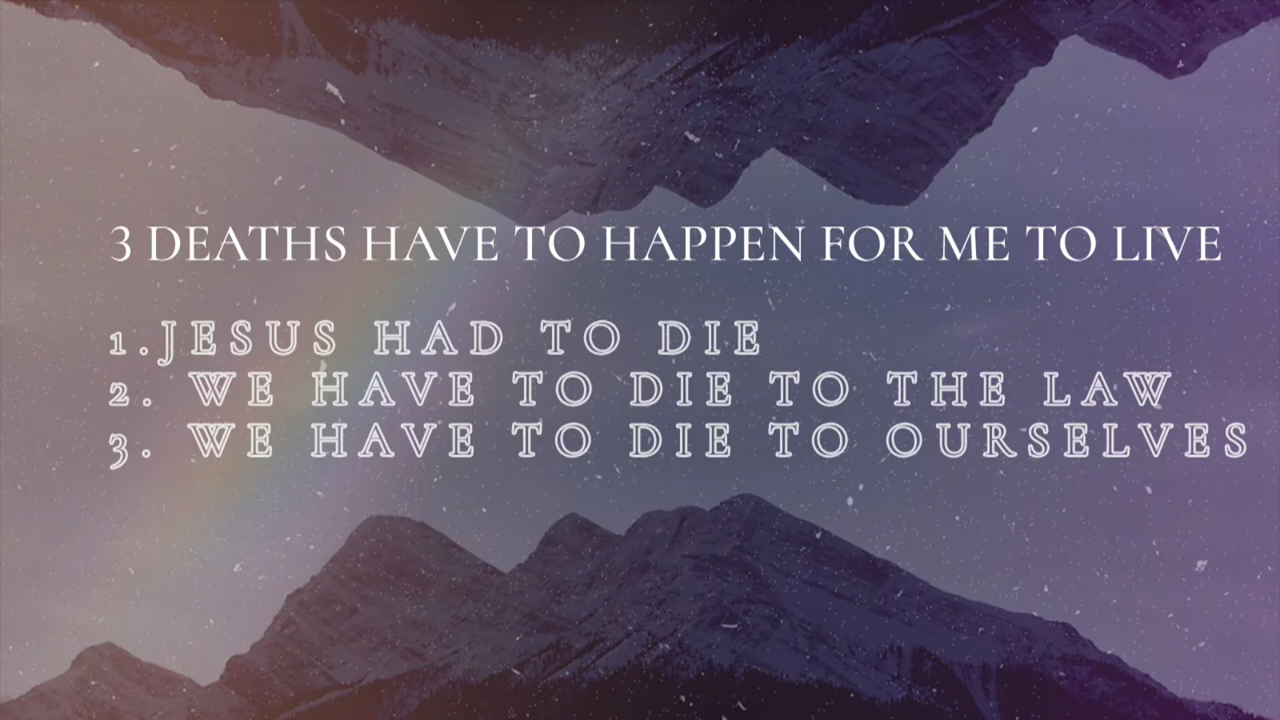 3 DEATHS HAVE TO HAPPEN FOR ME TO LIVE
1.JESUS HAD TO DIE
2. WE HAVE TO DIE TO THE LAW
3. WE HAVE TO DIE TO OURSELVES